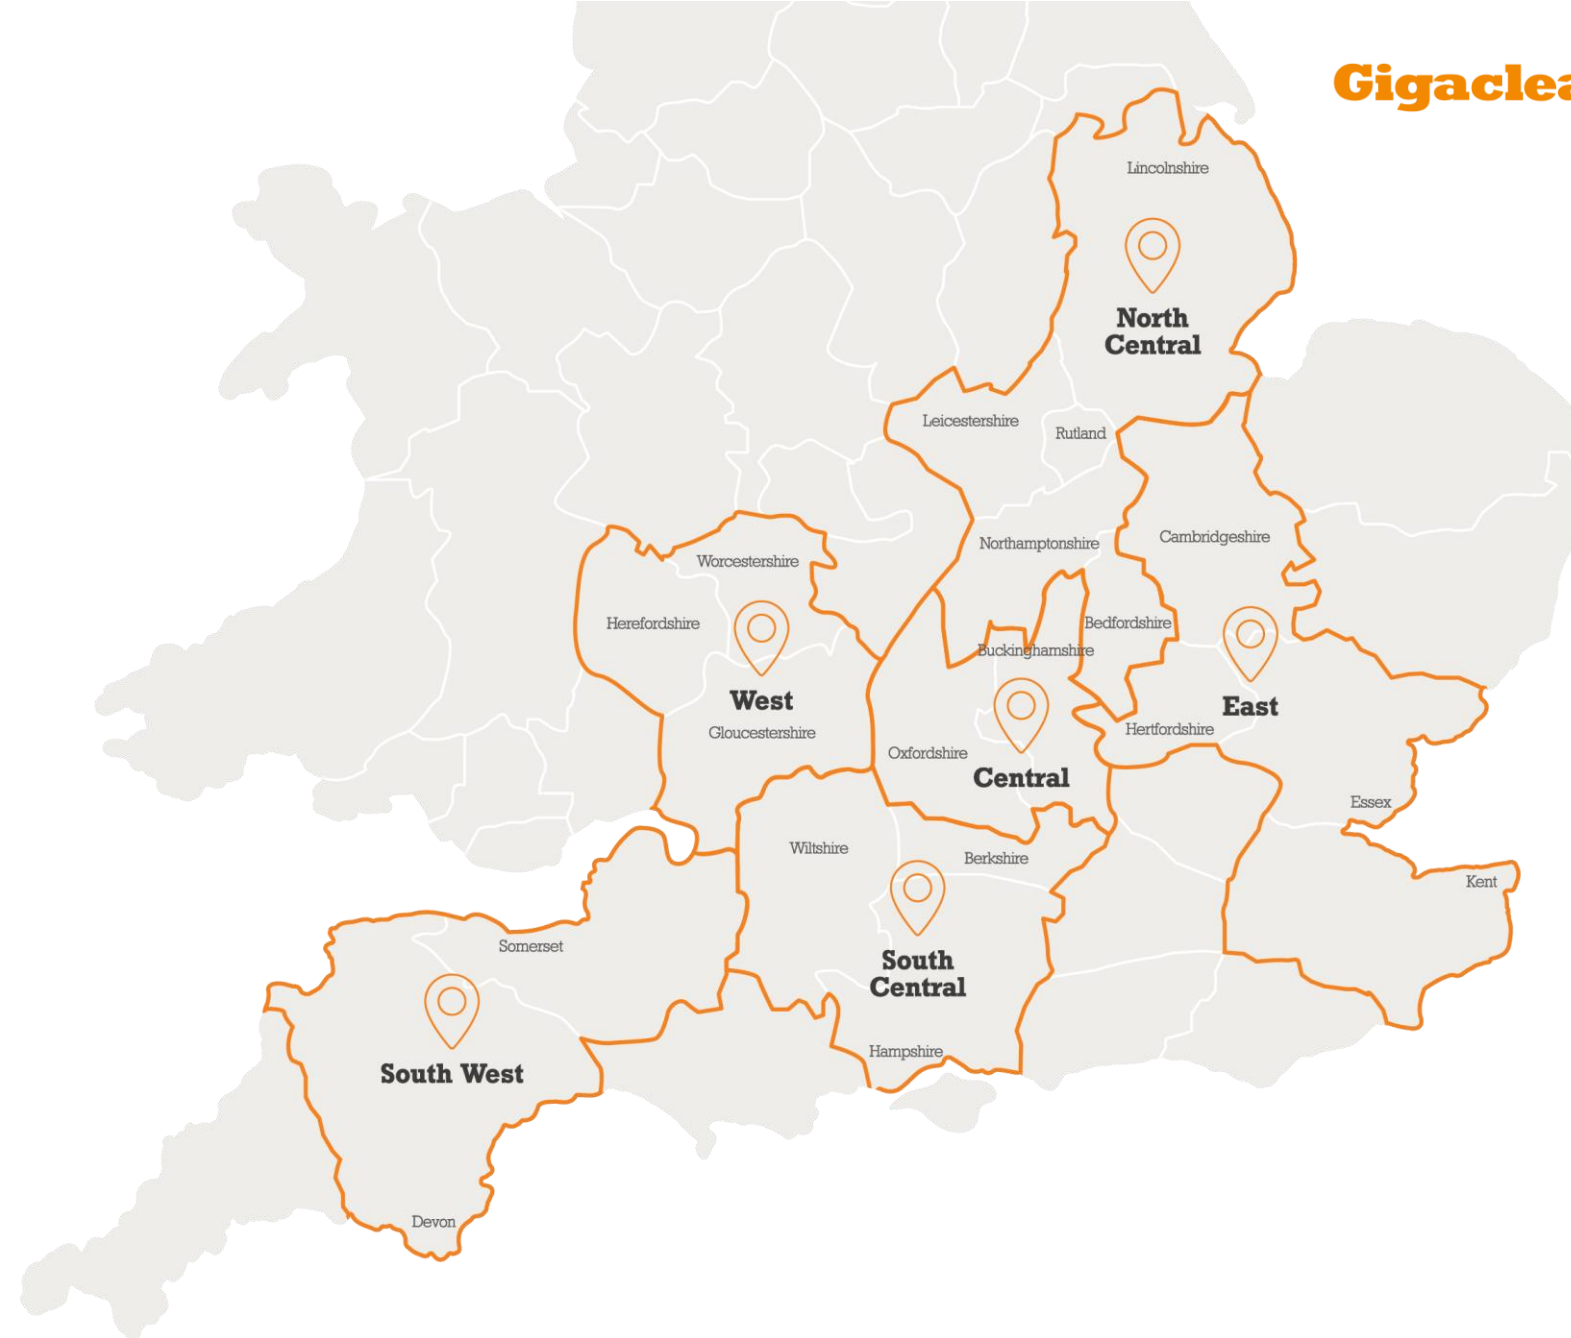 Gigaclea
Lincolnshire
North
Central
Leicestershire
Rutland
Northamptonshire
Cambridgeshire
Worcestershire
Herefordshire
Bedfordshire
Buckinghamshire
West
East
Gloucestershire
Hertfordshire
Oxfordshire
Central
Essex
Wiltshire
Berkshire
Kent
Somerset
South
Central
Hampshire
South West
Devon